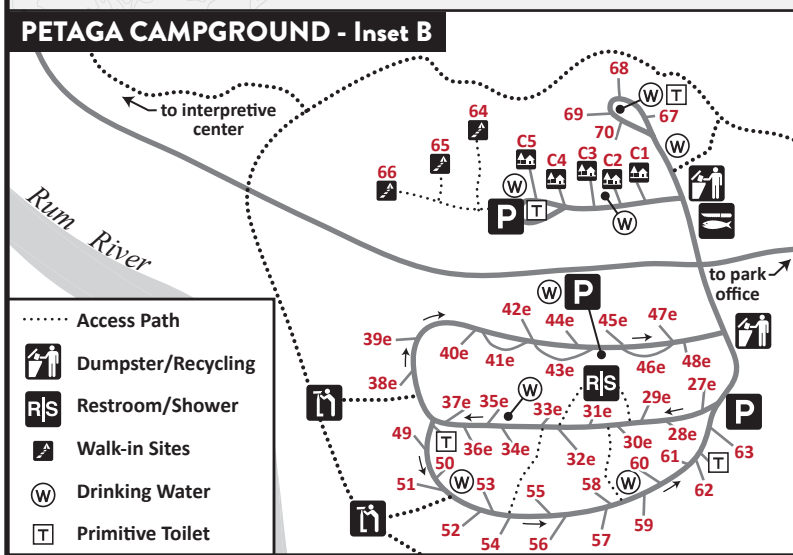 PETAGA CAMPGROUND - Inset B
68
W T
69
67
70
to interpretive
center
64
65
66
C5
C4
C3
C2
C1
W
W
P
T
W
Rum River
to park
office
W
P
42e
44e
45e
47e
39e
40e
41e
43e
46e
48e
38e
R|S
27e
37e
35e
W
33e
31e
29e
P
49
T
36e
34e
32e
30e
28e
63
50
W
51
53
55
58
W
60
61
T
62
52
54
56
57
59
Access Path
Dumpster/Recycling
R|S Restroom/Shower
Walk-in Sites
W Drinking Water
T Primitive Toilet